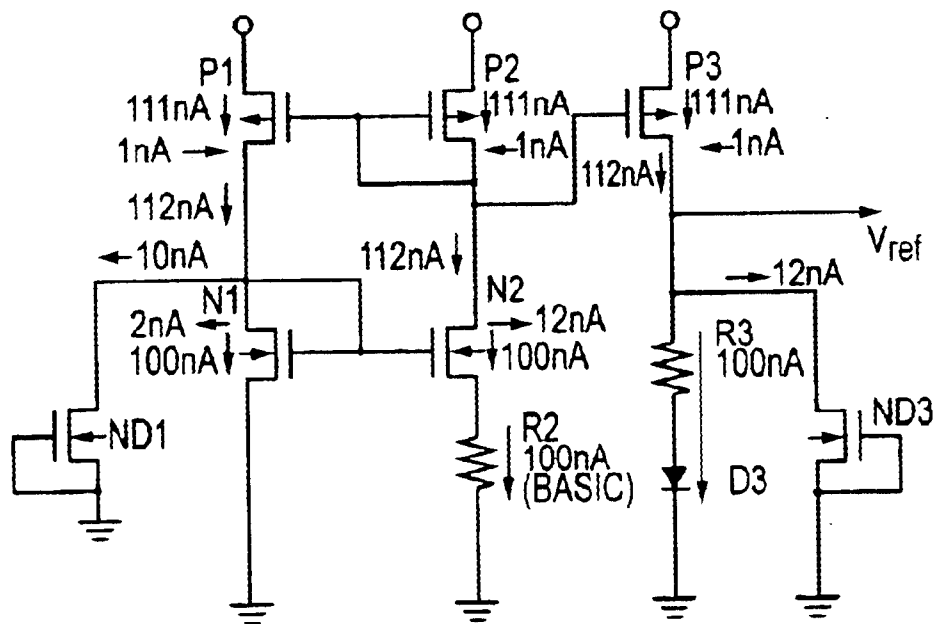 P1
P2
P3
111nA
111nA
111nA
1nA
1nA
1nA
112nA
112nA
112nA
Vref
10nA
12nA
N1
N2
2nA
12nA
R3
100nA
100nA
100nA
ND1
ND3
R2
100nA
(BASIC)
D3